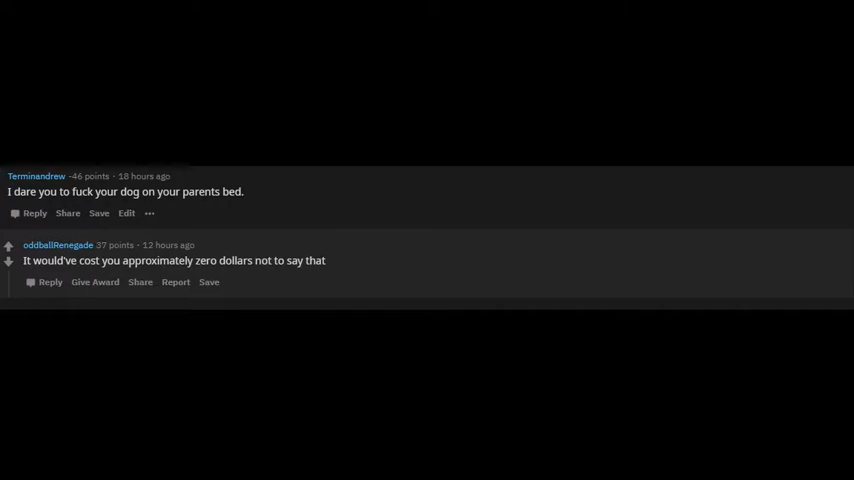 Terminandrew -46 points · 18 hours ago
I dare you to fuck your dog on your parents bed.
Reply Share Save Edit ···
oddballRenegade 37 points · 12 hours ago
It would've cost you approximately zero dollars not to say that
Reply Give Award Share Report Save